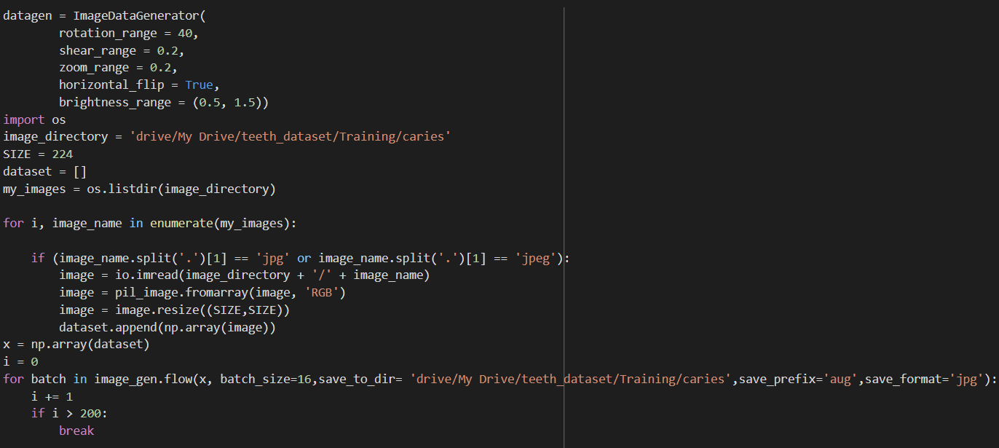 datagen = ImageDataGenerator(
        rotation_range = 40,
        shear_range = 0.2,
        zoom_range = 0.2,
        horizontal_flip = True,
        brightness_range = (0.5, 1.5))
import os
image_directory = 'drive/My Drive/teeth_dataset/Training/caries'
SIZE = 224
dataset = []
my_images = os.listdir(image_directory)
for i, image_name in enumerate(my_images):
    if (image_name.split('.')[1] == 'jpg' or image_name.split('.')[1] == 'jpeg'):
        image = io.imread(image_directory + '/' + image_name)
        image = pil_image.fromarray(image, 'RGB')
        image = image.resize((SIZE,SIZE))
        dataset.append(np.array(image))
x = np.array(dataset)
i = 0
for batch in image_gen.flow(x, batch_size=16,save_to_dir= 'drive/My Drive/teeth_dataset/Training/caries',save_prefix='aug',save_format='jpg'):
    i += 1
    if i > 200:
        break